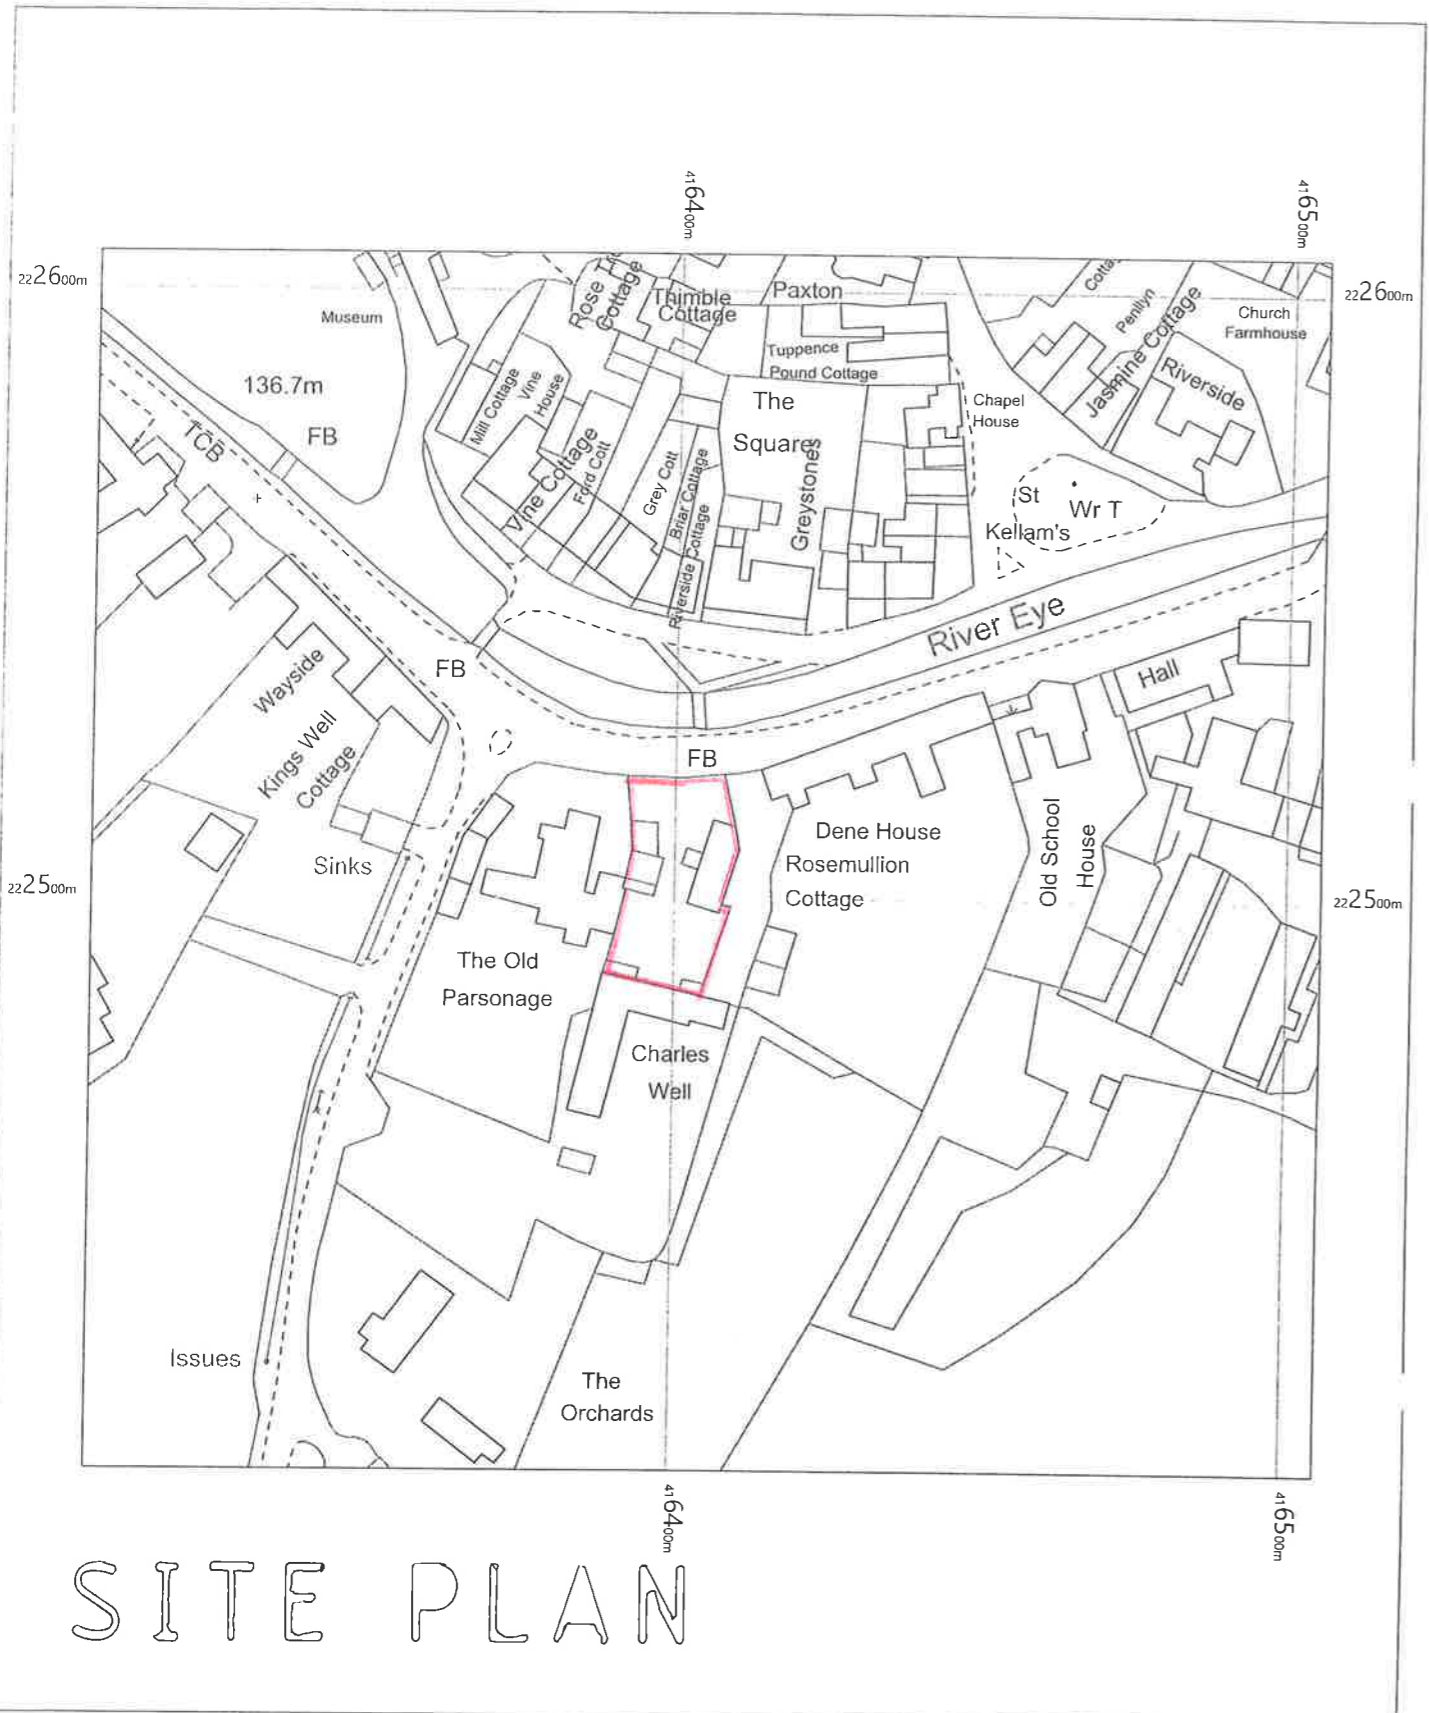 416400m
416500m
222600m
222600m
Museum
136.7m
FB
TCB
Rose Tre
Cottage
Thimble
Cottage
Paxton
Tuppence
Pound Cottage
Mill Cottage
Vine
House
Vine Cottage
Ford Cott
Grey Cott
Briar Cottage
Riverside Cottage
The
Square
Greystones
Chapel
House
Penllyn
Jasmine Cottage
Church
Farmhouse
Riverside
St
Kellam's
Wr T
River Eye
Wayside
Kings Well
Cottage
FB
FB
Hall
Sinks
222500m
222500m
Dene House
Rosemullion
Cottage
Old School
House
The Old
Parsonage
Charles
Well
Issues
The
Orchards
416400m
416500m
SITE PLAN